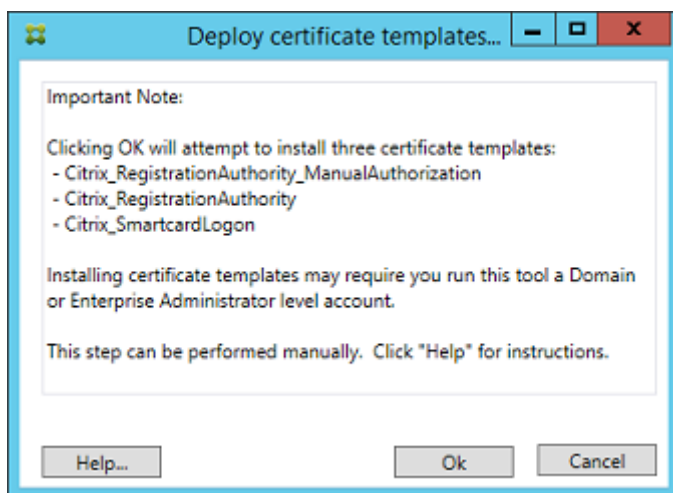 Deploy certificate templates...
Important Note:
Clicking OK will attempt to install three certificate templates:
- Citrix_RegistrationAuthority_ManualAuthorization
- Citrix_RegistrationAuthority
- Citrix_SmartcardLogon
Installing certificate templates may require you run this tool a Domain
or Enterprise Administrator level account.
This step can be performed manually.  Click "Help" for instructions.
Help...
Ok
Cancel